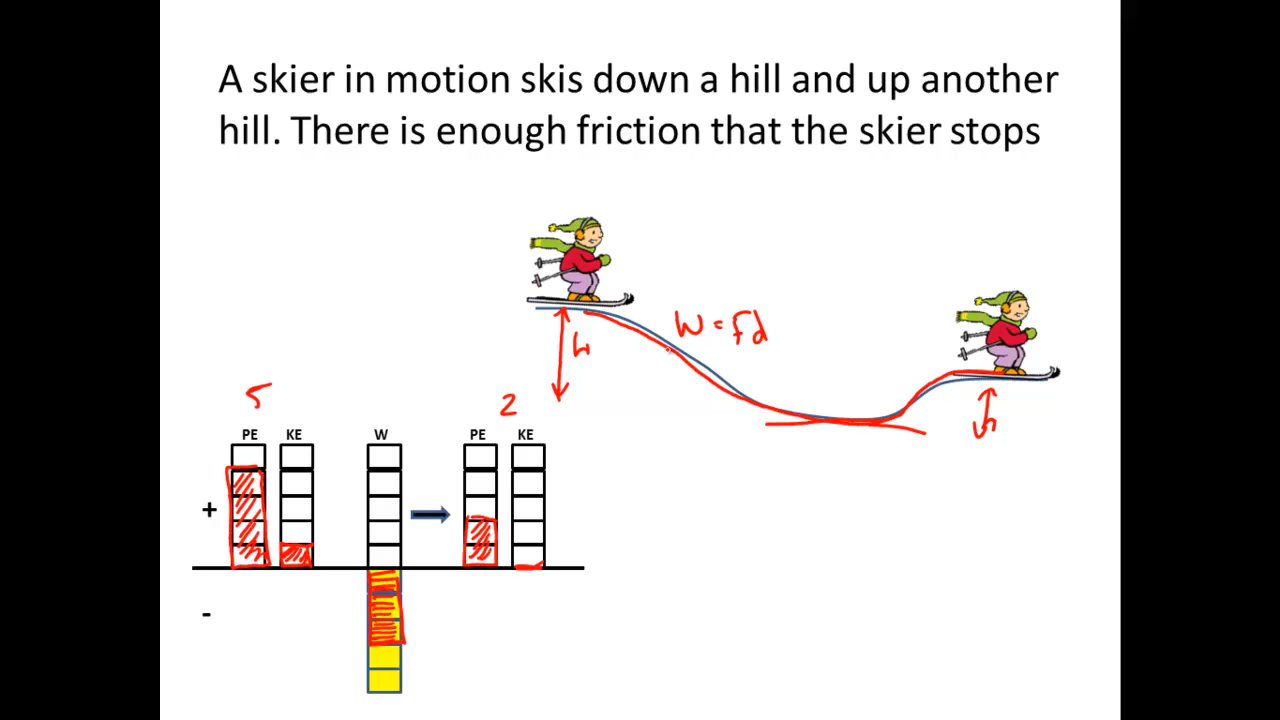 A skier in motion skis down a hill and up another
hill. There is enough friction that the skier stops
W = Fd
h
h
5
2
PE KE W PE KE
+
-